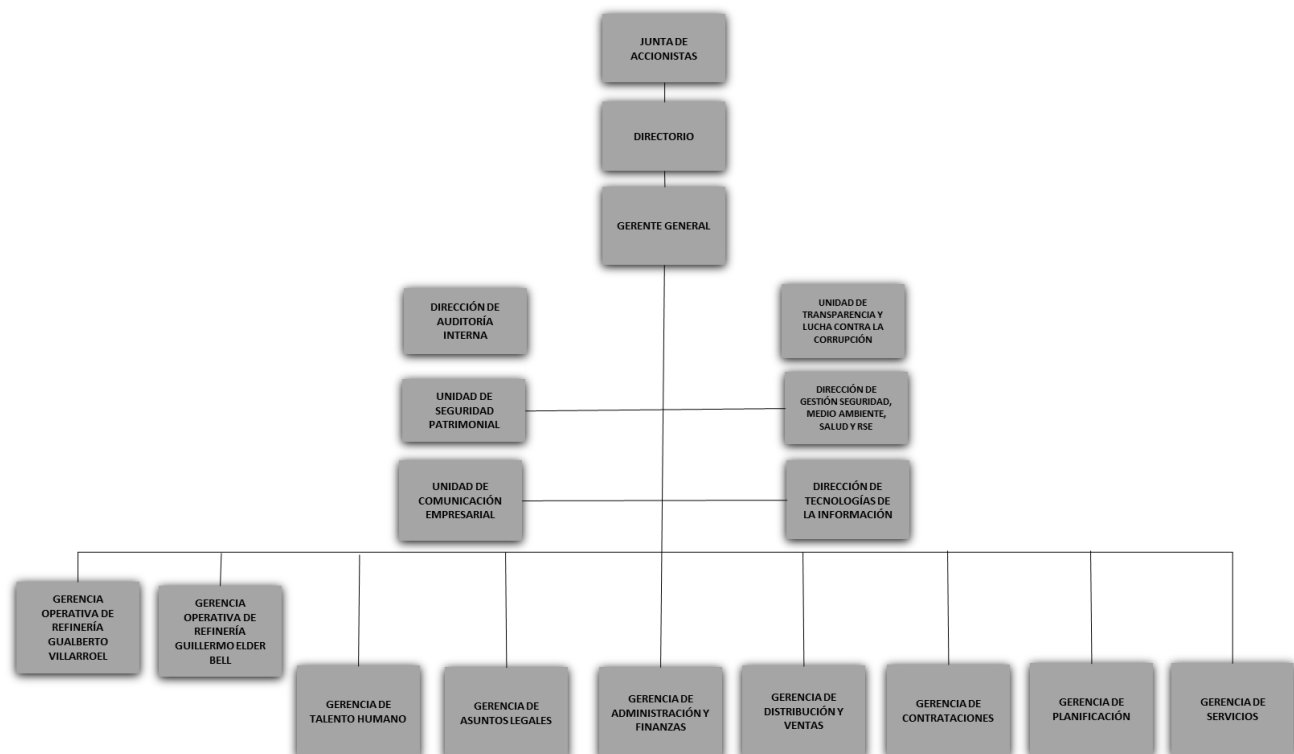 JUNTA DE
ACCIONISTAS
DIRECTORIO
GERENTE GENERAL
DIRECCIÓN DE
AUDITORÍA
INTERNA
UNIDAD DE
TRANSPARENCIA Y
LUCHA CONTRA LA
CORRUPCIÓN
UNIDAD DE
SEGURIDAD
PATRIMONIAL
DIRECCIÓN DE
GESTIÓN SEGURIDAD,
MEDIO AMBIENTE,
SALUD Y RSE
UNIDAD DE
COMUNICACIÓN
EMPRESARIAL
DIRECCIÓN DE
TECNOLOGÍAS DE
LA INFORMACIÓN
GERENCIA
OPERATIVA DE
REFINERÍA
GUALBERTO
VILLARROEL
GERENCIA
OPERATIVA DE
REFINERÍA
GUILLERMO ELDER
BELL
GERENCIA DE
TALENTO HUMANO
GERENCIA DE
ASUNTOS LEGALES
GERENCIA DE
ADMINISTRACIÓN Y
FINANZAS
GERENCIA DE
DISTRIBUCIÓN Y
VENTAS
GERENCIA DE
CONTRATACIONES
GERENCIA DE
PLANIFICACIÓN
GERENCIA DE
SERVICIOS